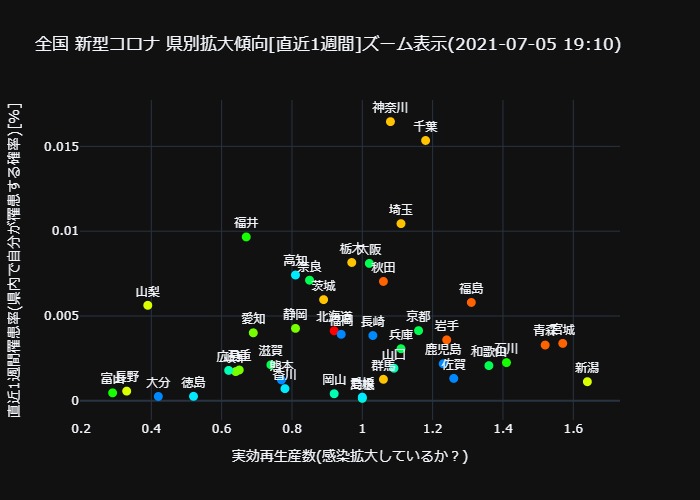 全国 新型コロナ 県別拡大傾向[直近1週間]ズーム表示(2021-07-05 19:10)
神奈川
千葉
0.015
埼玉
福井
0.01
栃木
大阪
高知
奈良
秋田
茨城
山梨
福島
0.005
静岡
北海道
福岡
長崎
京都
愛知
岩手
青森
宮城
兵庫
鹿児島
和歌山
石川
滋賀
山口
広島
三重
熊本
群馬
佐賀
新潟
香川
岡山
富山
長野
大分
徳島
0
0.2
0.4
0.6
0.8
1
1.2
1.4
1.6
実効再生産数(感染拡大しているか？)
直近1週間罹患率(県内で自分が罹患する確率)[%]